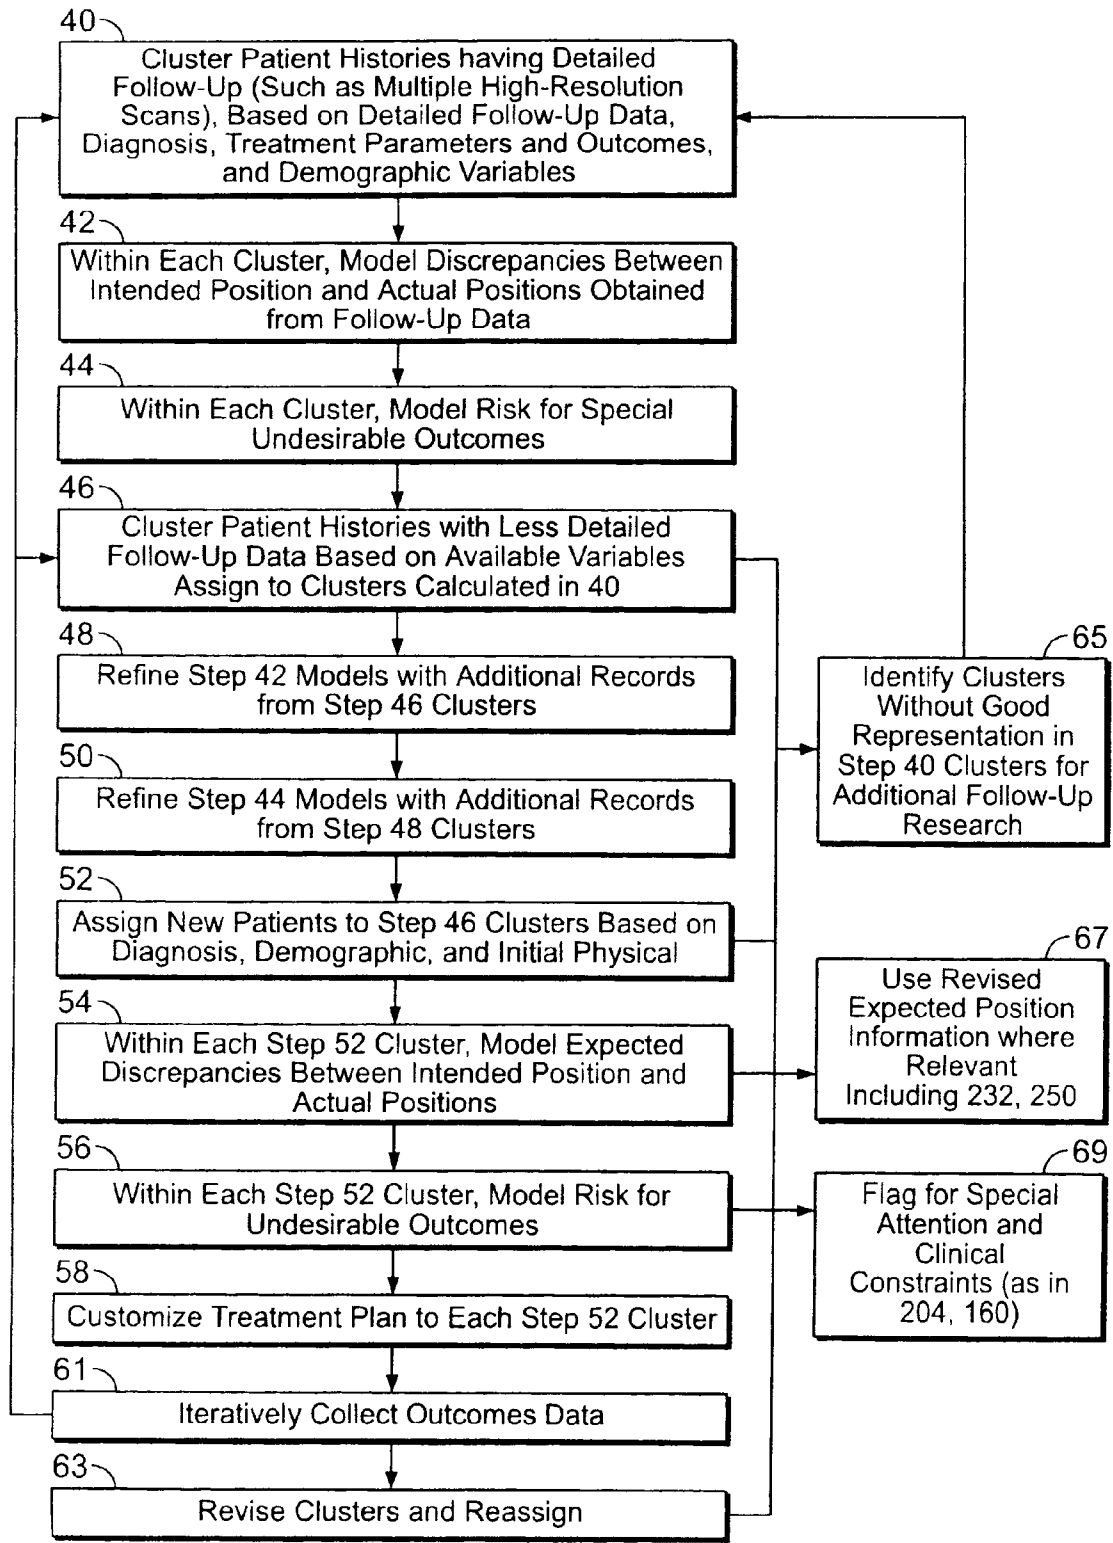 40
Cluster Patient Histories having Detailed
Follow-Up (Such as Multiple High-Resolution
Scans), Based on Detailed Follow-Up Data,
Diagnosis, Treatment Parameters and Outcomes,
and Demographic Variables
42
Within Each Cluster, Model Discrepancies Between
Intended Position and Actual Positions Obtained
from Follow-Up Data
44
Within Each Cluster, Model Risk for Special
Undesirable Outcomes
46
Cluster Patient Histories with Less Detailed
Follow-Up Data Based on Available Variables
Assign to Clusters Calculated in 40
48
Refine Step 42 Models with Additional Records
from Step 46 Clusters
50
Refine Step 44 Models with Additional Records
from Step 48 Clusters
52
Assign New Patients to Step 46 Clusters Based on
Diagnosis, Demographic, and Initial Physical
54
Within Each Step 52 Cluster, Model Expected
Discrepancies Between Intended Position and
Actual Positions
56
Within Each Step 52 Cluster, Model Risk for
Undesirable Outcomes
58
Customize Treatment Plan to Each Step 52 Cluster
61
Iteratively Collect Outcomes Data
63
Revise Clusters and Reassign
65
Identify Clusters
Without Good
Representation in
Step 40 Clusters for
Additional Follow-Up
Research
67
Use Revised
Expected Position
Information where
Relevant
Including 232, 250
69
Flag for Special
Attention and
Clinical
Constraints (as in
204, 160)